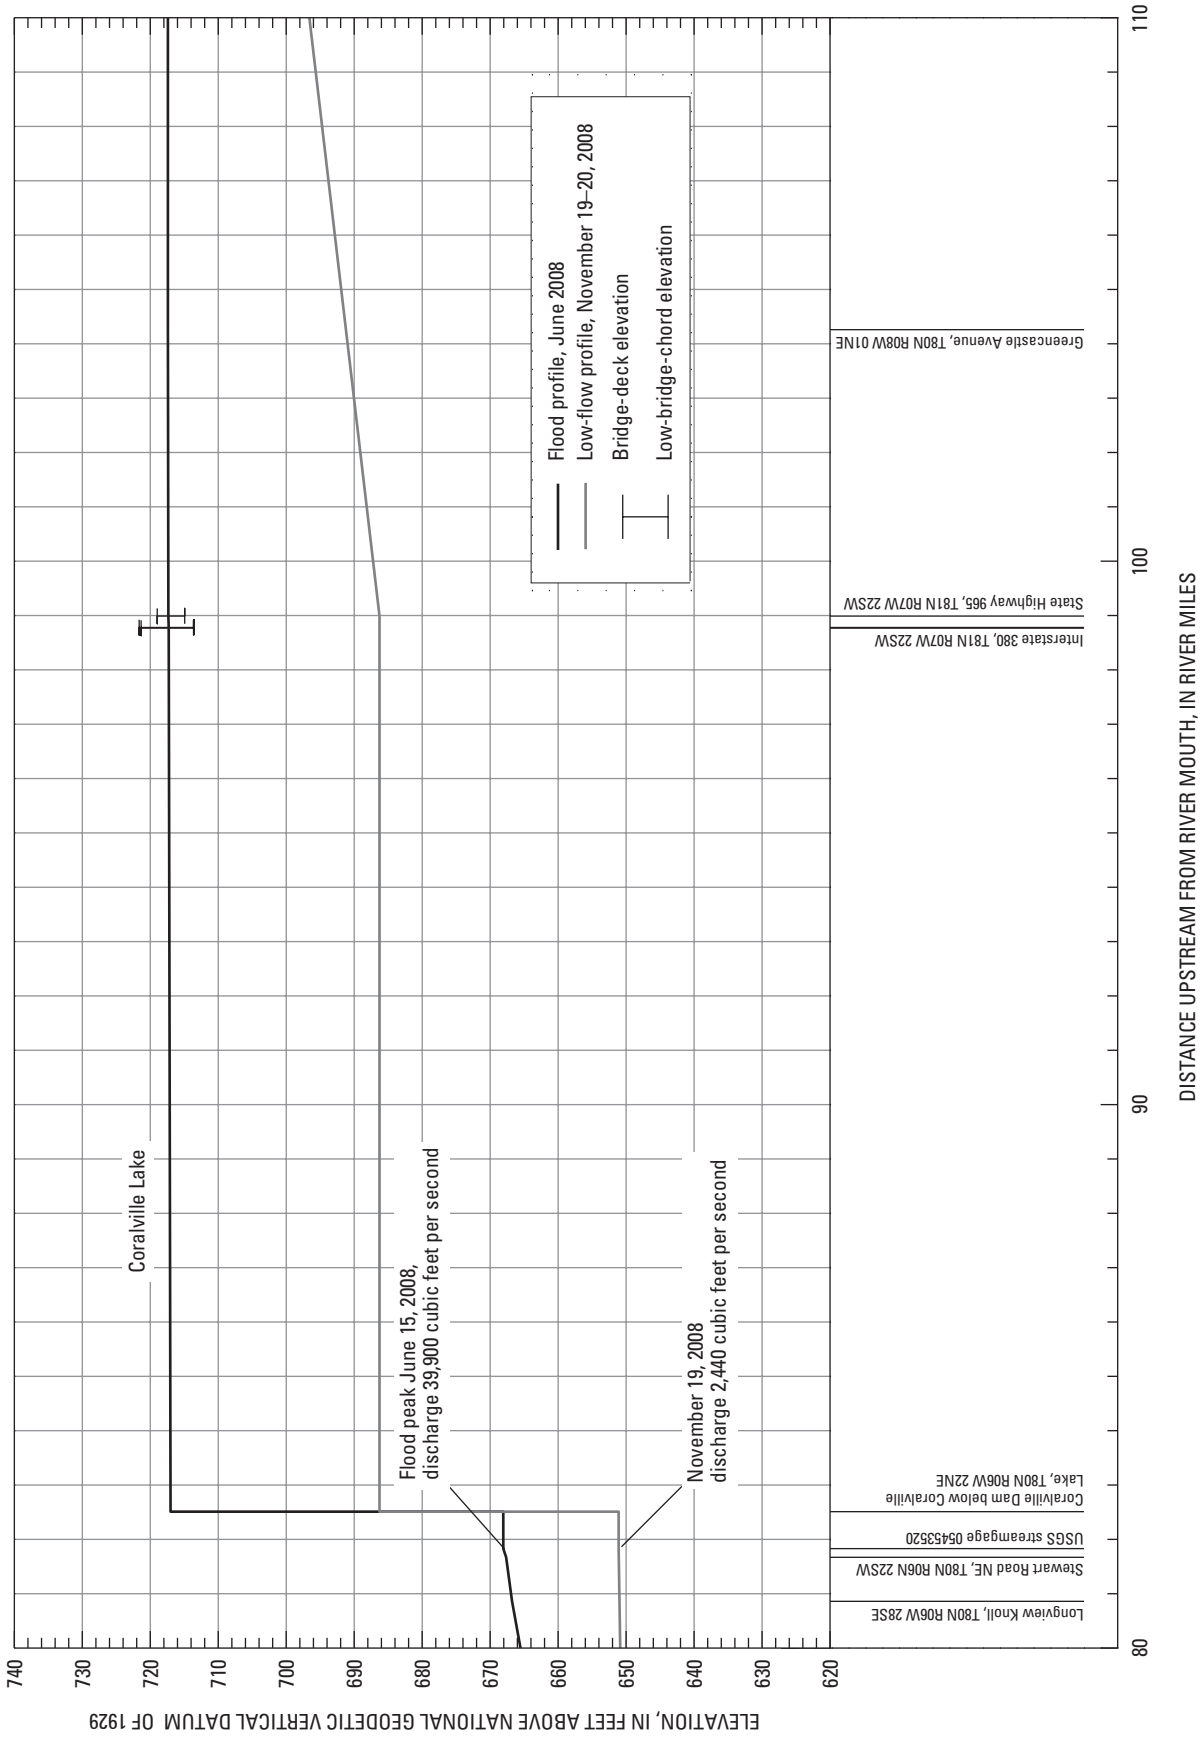 ELEVATION, IN FEET ABOVE NATIONAL GEODETIC VERTICAL DATUM OF 1929
740
730
720
710
700
690
680
670
660
650
640
630
620
Coralville Lake
Flood peak June 15, 2008,
discharge 39,900 cubic feet per second
November 19, 2008
discharge 2,440 cubic feet per second
Flood profile, June 2008
Low-flow profile, November 19–20, 2008
Bridge-deck elevation
Low-bridge-chord elevation
Longview Knoll, T80N R06W 28SE
Stewart Road NE, T80N R06N 22SW
USGS streamgage 05453520
Coralville Dam below Coralville
Lake, T80N R06W 22NE
Interstate 380, T81N R07W 22SW
State Highway 965, T81N R07W 22SW
Greencastle Avenue, T80N R08W 01NE
80
90
100
110
DISTANCE UPSTREAM FROM RIVER MOUTH, IN RIVER MILES